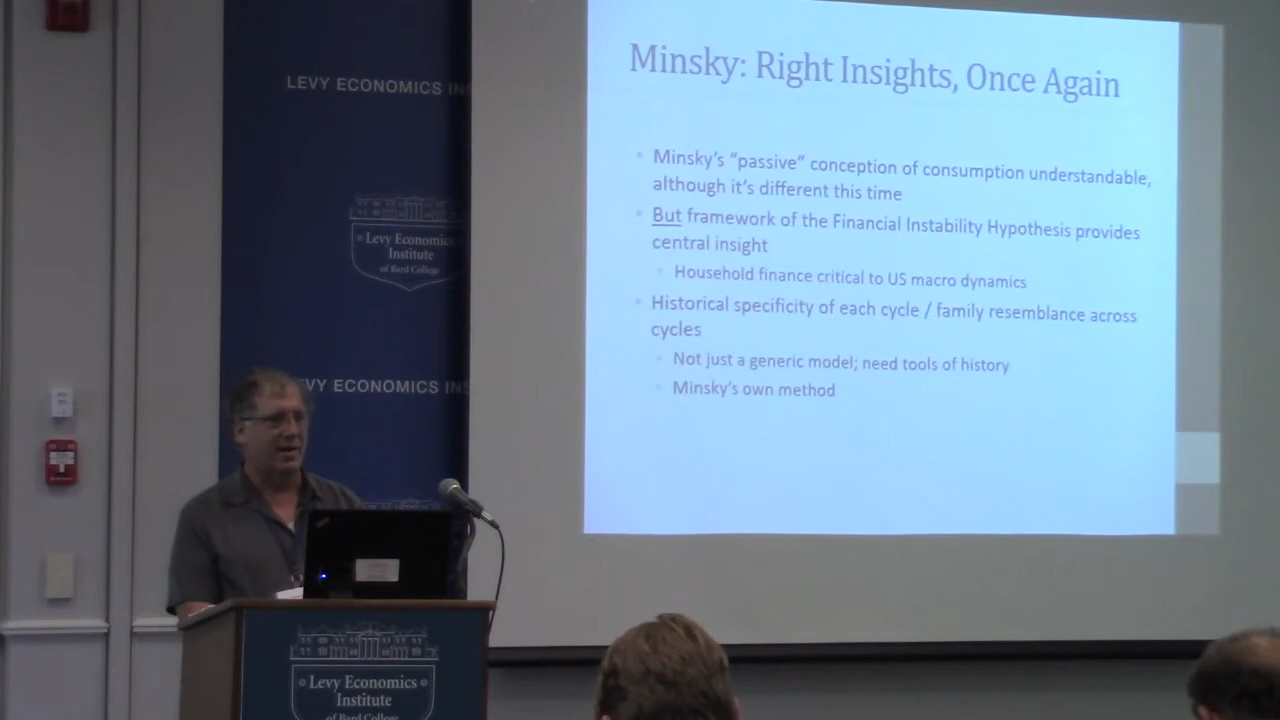 LEVY ECONOMICS INS
Levy Economics
Institute
of Bard College
EVY ECONOMICS INS
Minsky: Right Insights, Once Again
Minsky's “passive” conception of consumption understandable,
although it's different this time
But framework of the Financial Instability Hypothesis provides
central insight
Household finance critical to US macro dynamics
Historical specificity of each cycle / family resemblance across
cycles
Not just a generic model; need tools of history
Minsky's own method
Levy Economics
Institute
of Bard College